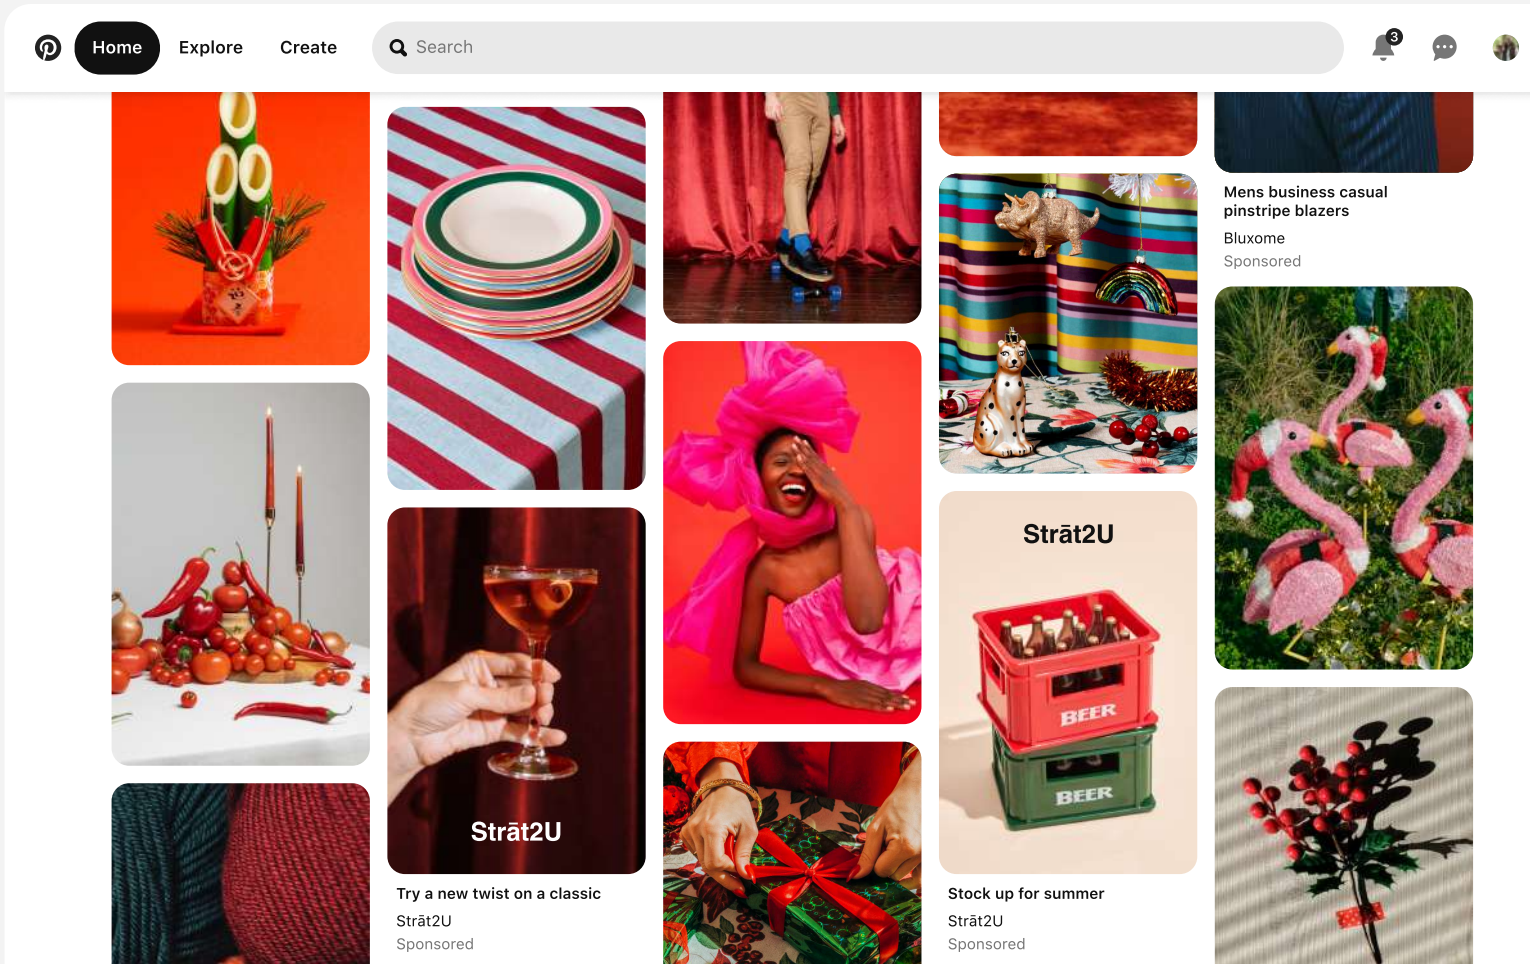 Home
Explore
Create
Search
3
Mens business casual
pinstripe blazers
Bluxome
Sponsored
Strāt2U
BEER
BEER
Strāt2U
Try a new twist on a classic
Strāt2U
Sponsored
Stock up for summer
Strāt2U
Sponsored